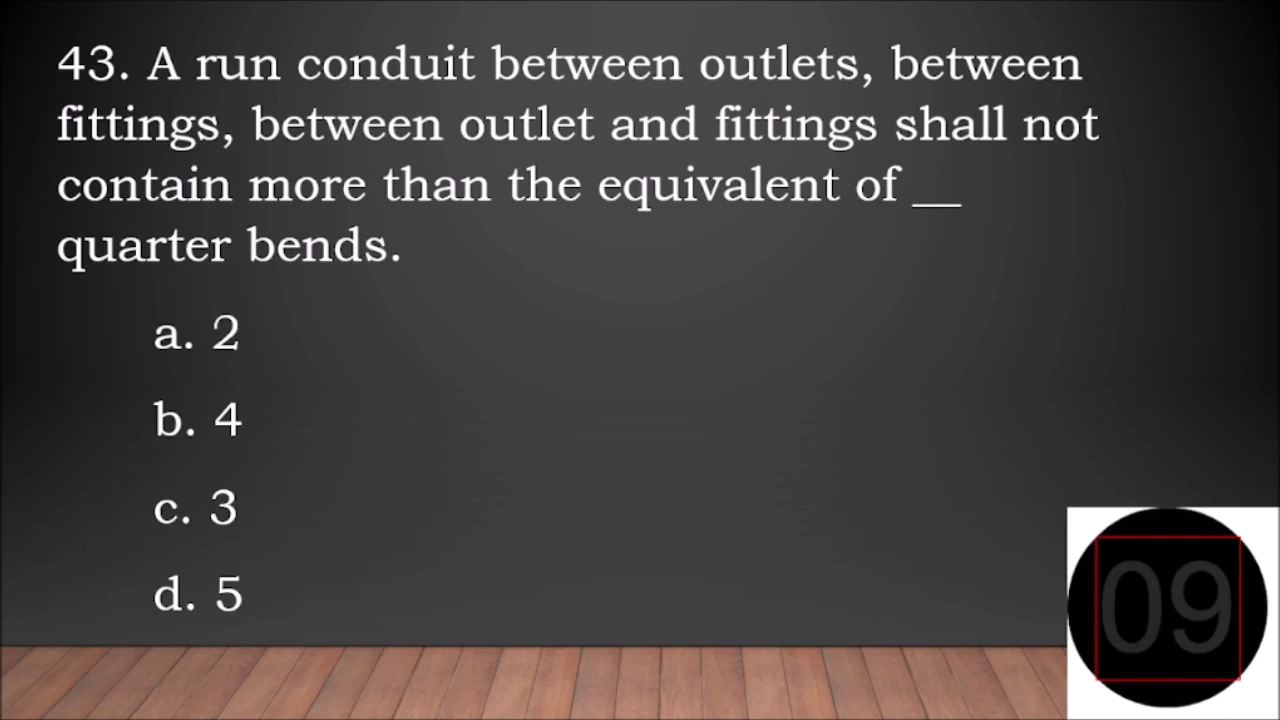 43. A run conduit between outlets, between
fittings, between outlet and fittings shall not
contain more than the equivalent of __
quarter bends.
a. 2
b. 4
c. 3
d. 5
09